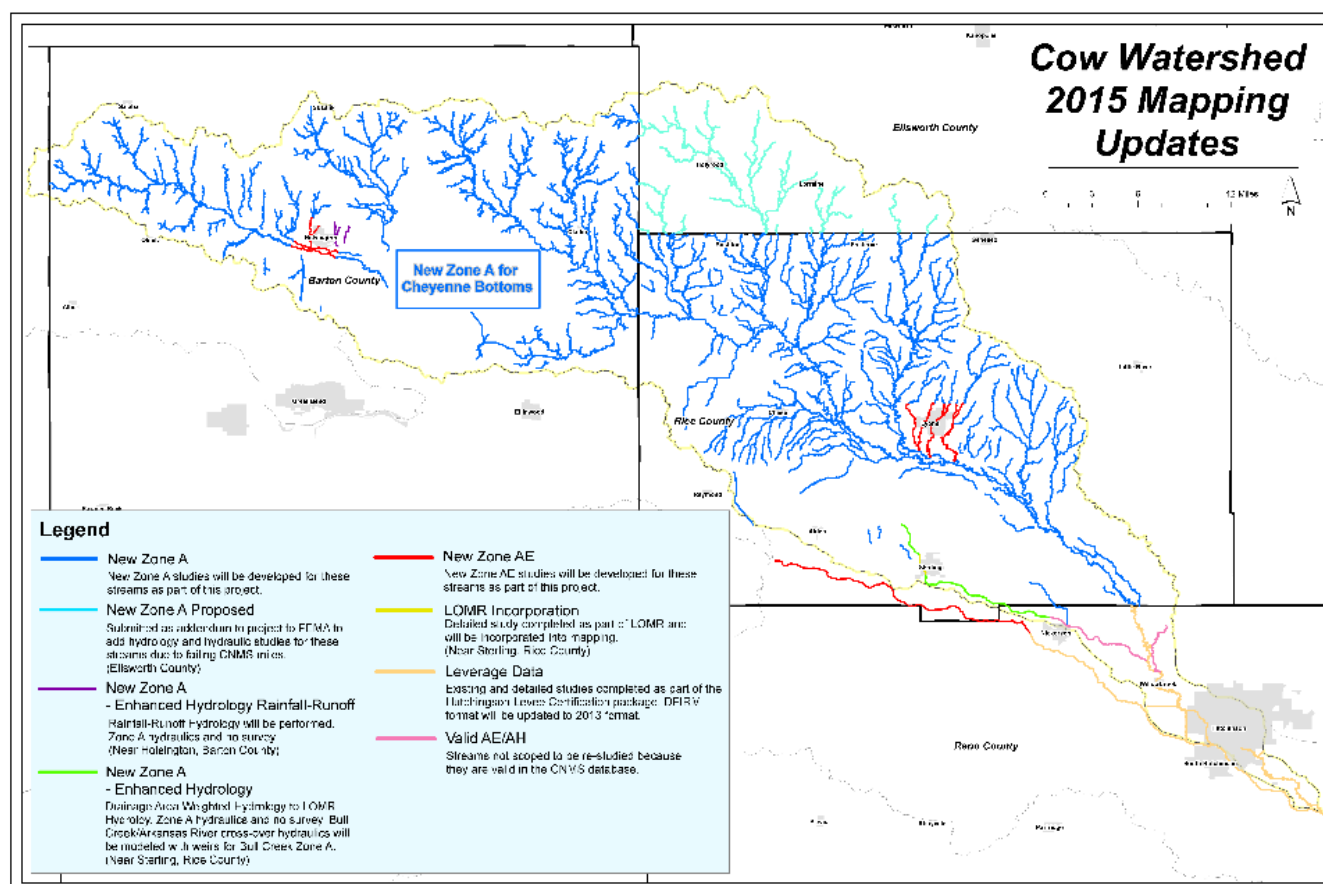 Cow Watershed
2015 Mapping
Updates
12 Miles
N
Ellsworth County
Lorraine
New Zone A for
Cheyenne Bottoms
Barton County
Rice County
Ellinwood
Lyons
Raymond
Sterling
Nickerson
Reno County
Legend
New Zone A
New Zone A studies will be developed for these
streams as part of this project.
New Zone A Proposed
Submitted as addendum to project to FEMA to
add hydrology and hydraulic studies for these
streams due to failing CNMS miles.
(Ellsworth County)
New Zone A
- Enhanced Hydrology Rainfall-Runoff
Rainfall-Runoff Hydrology will be performed.
Zone A hydraulics and no survey
(Near Hoisington, Barton County)
New Zone A
- Enhanced Hydrology
Drainage Area Weighted Hydrology to LOMR
Hydroloy. Zone A hydraulics and no survey. Bull
Creek/Arkansas River cross-over hydraulics will
be modeled with weirs for Bull Creek Zone A.
(Near Sterling, Rice County)
New Zone AE
New Zone AE studies will be developed for these
streams as part of this project.
LOMR Incorporation
Detailed study completed as part of LOMR and
will be incorporated into mapping.
(Near Sterling, Rice County)
Leverage Data
Existing and detailed studies completed as part of the
Hutchingson Levee Certification package. DFIRM
format will be updated to 2013 format.
Valid AE/AH
Streams not scoped to be re-studied because
they are valid in the CNMS database.